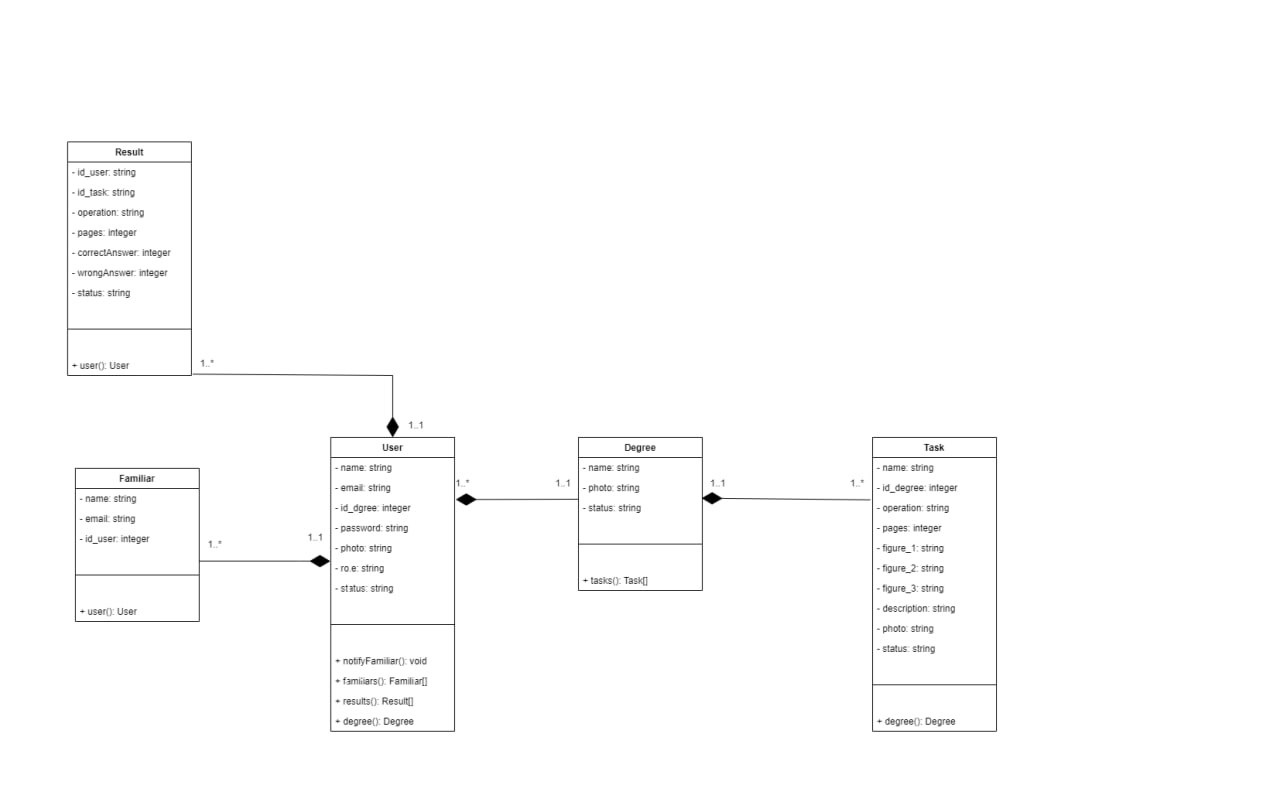 Result
- id_user: string
- id_task: string
- operation: string
- pages: integer
- correctAnswer: integer
- wrongAnswer: integer
- status: string
+ user(): User
1..*
1..1
Familiar
- name: string
- email: string
- id_user: integer
+ user(): User
1..*
1..1
User
- name: string
- email: string
- id_dgree: integer
- password: string
- photo: string
- ro.e: string
- status: string
+ notifyFamiliar(): void
+ familiars(): Familiar[]
+ results(): Result[]
+ degree(): Degree
1..*
1..1
Degree
- name: string
- photo: string
- status: string
+ tasks(): Task[]
1..1
1..*
Task
- name: string
- id_degree: integer
- operation: string
- pages: integer
- figure_1: string
- figure_2: string
- figure_3: string
- description: string
- photo: string
- status: string
+ degree(): Degree